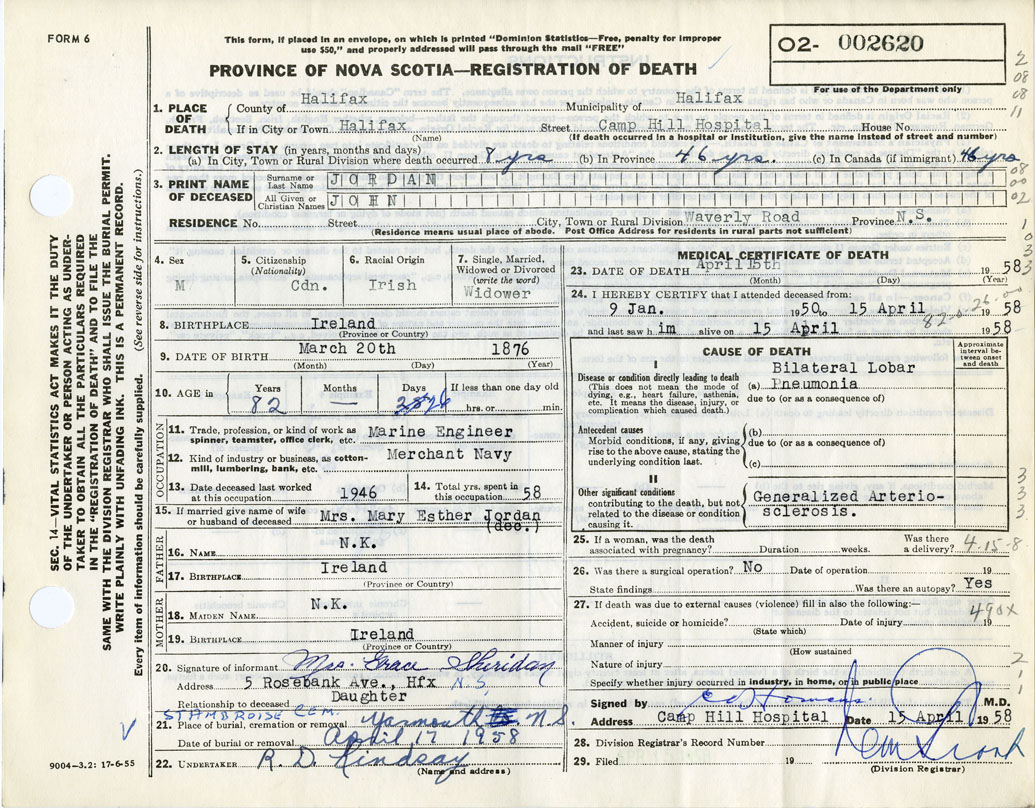 FORM 6
This form, if placed in an envelope, on which is printed "Dominion Statistics—Free, penalty for improper
use $50," and properly addressed will pass through the mail "FREE"
PROVINCE OF NOVA SCOTIA—REGISTRATION OF DEATH
02- 002620
For use of the Department only
1. PLACE OF DEATH
County of Halifax Municipality of Halifax
If in City or Town Halifax Street Camp Hill Hospital House No.
(Name) (If death occurred in a hospital or institution, give the name instead of street and number)
2. LENGTH OF STAY (in years, months and days)
(a) In City, Town or Rural Division where death occurred 8 yrs (b) In Province 46 yrs. (c) In Canada (if immigrant) 46 yrs
3. PRINT NAME OF DECEASED
Surname or Last Name JORDAN
All Given or Christian Names JOHN
RESIDENCE No. Street City, Town or Rural Division Waverly Road Province N.S.
(Residence means usual place of abode. Post Office Address for residents in rural parts not sufficient)
4. Sex M
5. Citizenship (Nationality) Cdn.
6. Racial Origin Irish
7. Single, Married, Widowed or Divorced (write the word) Widower
8. BIRTHPLACE Ireland
(Province or Country)
9. DATE OF BIRTH March 20th 1876
(Month) (Day) (Year)
10. AGE in Years 82 Months — Days 26 If less than one day old hrs. or min.
OCCUPATION
11. Trade, profession, or kind of work as spinner, teamster, office clerk, etc. Marine Engineer
12. Kind of industry or business, as cotton-mill, lumbering, bank, etc. Merchant Navy
13. Date deceased last worked at this occupation 1946
14. Total yrs. spent in this occupation 58
15. If married give name of wife or husband of deceased Mrs. Mary Esther Jordan
(dec.)
FATHER
16. NAME N.K.
17. BIRTHPLACE Ireland
(Province or Country)
MOTHER
18. MAIDEN NAME N.K.
19. BIRTHPLACE Ireland
(Province or Country)
20. Signature of informant Mrs. Grace Sheridan
Address 5 Rosebank Ave., Hfx N.S.
Relationship to deceased Daughter
ST AMBROISE CEM.
21. Place of burial, cremation or removal Yarmouth N.S.
Date of burial or removal April 17 1958
22. UNDERTAKER R. D. Lindsay
(Name and address)
9004—3.2: 17-6-55
MEDICAL CERTIFICATE OF DEATH
23. DATE OF DEATH April 15th 1958
(Month) (Day) (Year)
24. I HEREBY CERTIFY that I attended deceased from:
9 Jan. 1950 to 15 April 1958
and last saw him alive on 15 April 1958
82-0-26
CAUSE OF DEATH
Approximate interval between onset and death
I
Disease or condition directly leading to death
(This does not mean the mode of dying, e.g., heart failure, asthenia, etc. It means the disease, injury, or complication which caused death.)
(a) Bilateral Lobar Pneumonia
due to (or as a consequence of)
Antecedent causes
Morbid conditions, if any, giving rise to the above cause, stating the underlying condition last.
(b)
due to (or as a consequence of)
(c)
II
Other significant conditions
contributing to the death, but not related to the disease or condition causing it.
Generalized Arterio-
sclerosis.
25. If a woman, was the death associated with pregnancy? Duration weeks. Was there a delivery?
4-15-8
26. Was there a surgical operation? No Date of operation 19
State findings Was there an autopsy? Yes
27. If death was due to external causes (violence) fill in also the following:—
490X
Accident, suicide or homicide? Date of injury 19
(State which)
Manner of injury
(How sustained
Nature of injury
Specify whether injury occurred in industry, in home, or in public place
Signed by M.D.
Address Camp Hill Hospital Date 15 April 1958
28. Division Registrar's Record Number
29. Filed 19
(Division Registrar)
SEC. 14—VITAL STATISTICS ACT MAKES IT THE DUTY
OF THE UNDERTAKER OR PERSON ACTING AS UNDER-
TAKER TO OBTAIN ALL THE PARTICULARS REQUIRED
IN THE "REGISTRATION OF DEATH" AND TO FILE THE
SAME WITH THE DIVISION REGISTRAR WHO SHALL ISSUE THE BURIAL PERMIT.
WRITE PLAINLY WITH UNFADING INK. THIS IS A PERMANENT RECORD.
Every item of information should be carefully supplied. (See reverse side for instructions.)